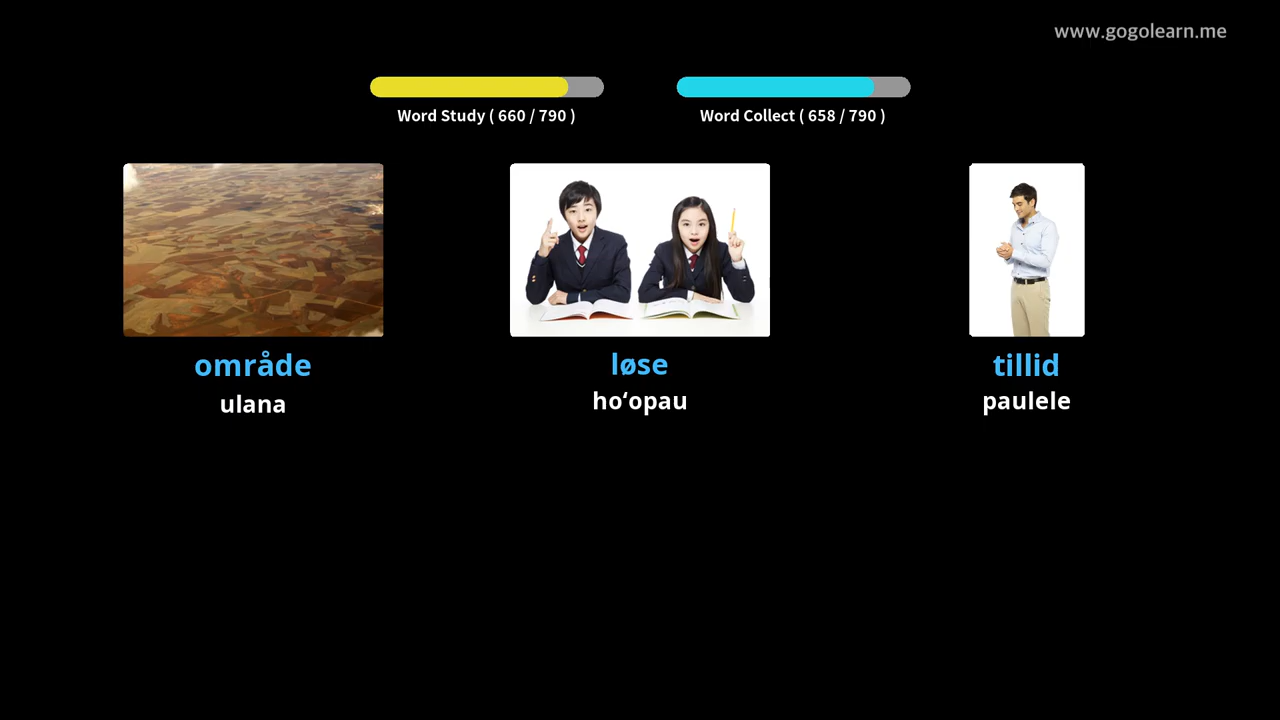 www.gogolearn.me
Word Study ( 660 / 790 )
Word Collect ( 658 / 790 )
område
ulana
løse
hoʻopau
tillid
paulele